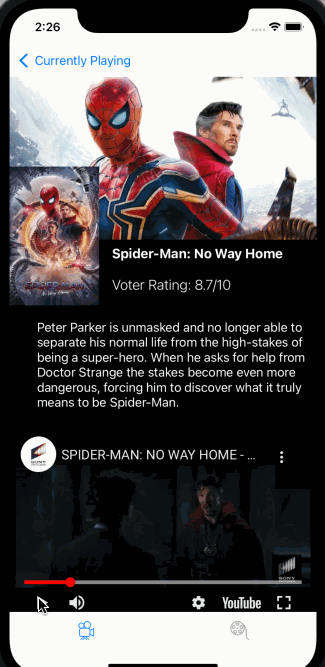 2:26
Currently Playing
SPIDER-MAN
NO WAY HOME
Spider-Man: No Way Home
Voter Rating: 8.7/10
Peter Parker is unmasked and no longer able to
separate his normal life from the high-stakes of
being a super-hero. When he asks for help from
Doctor Strange the stakes become even more
dangerous, forcing him to discover what it truly
means to be Spider-Man.
SONY
SPIDER-MAN: NO WAY HOME - ...
SONY
YouTube